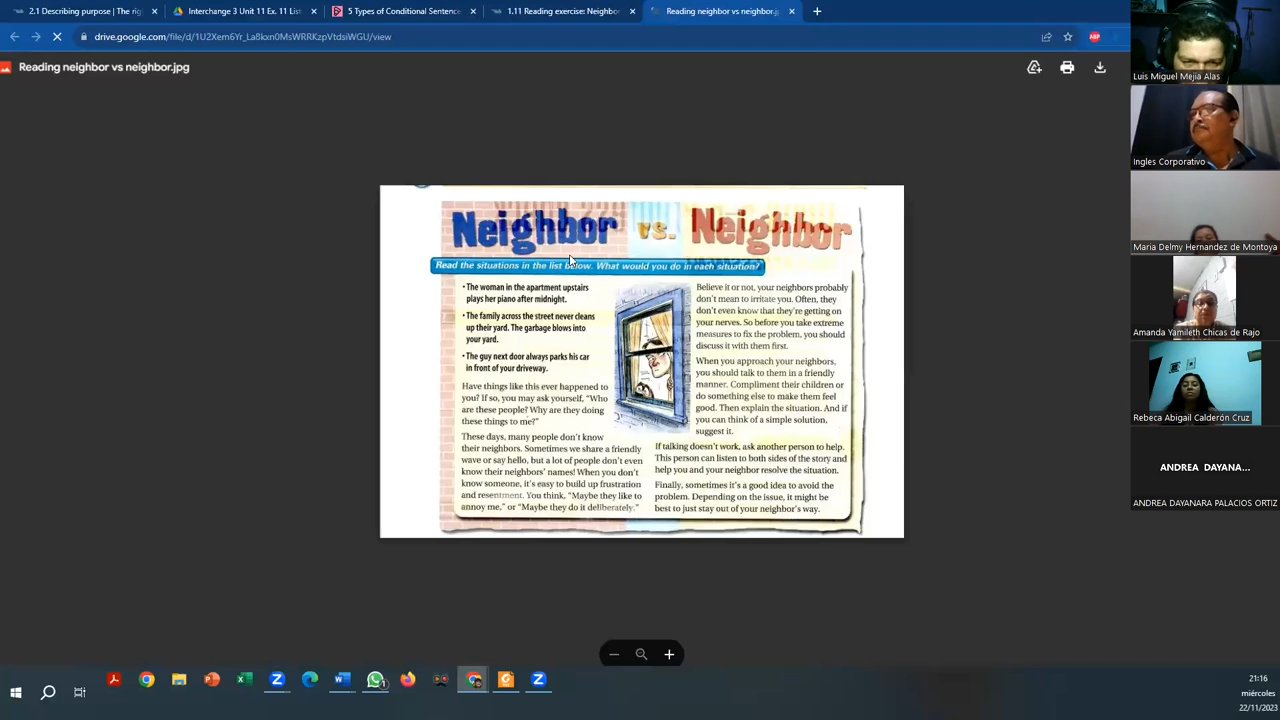 2.1 Describing purpose | The rig
Interchange 3 Unit 11 Ex. 11 List
5 Types of Conditional Sentence
1.11 Reading exercise: Neighbor
Reading neighbor vs neighbor.jpg
Reading neighbor vs neighbor.jpg
Neighbor vs. Neighbor
Read the situations in the list below. What would you do in each situation?
• The woman in the apartment upstairs
plays her piano after midnight.
• The family across the street never cleans
up their yard. The garbage blows into
your yard.
• The guy next door always parks his car
in front of your driveway.
Have things like this ever happened to
you? If so, you may ask yourself, "Who
are these people? Why are they doing
these things to me?"
These days, many people don't know
their neighbors. Sometimes we share a friendly
wave or say hello, but a lot of people don't even
know their neighbors' names! When you don't
know someone, it's easy to build up frustration
and resentment. You think, "Maybe they like to
annoy me," or "Maybe they do it deliberately."
Believe it or not, your neighbors probably
don't mean to irritate you. Often, they
don't even know that they're getting on
your nerves. So before you take extreme
measures to fix the problem, you should
discuss it with them first.
When you approach your neighbors,
you should talk to them in a friendly
manner. Compliment their children or
do something else to make them feel
good. Then explain the situation. And if
you can think of a simple solution,
suggest it.
If talking doesn't work, ask another person to help.
This person can listen to both sides of the story and
help you and your neighbor resolve the situation.
Finally, sometimes it's a good idea to avoid the
problem. Depending on the issue, it might be
best to just stay out of your neighbor's way.
Luis Miguel Mejia Alas
Ingles Corporativo
Maria Delmy Hernandez de Montoya
Amanda Yamileth Chicas de Rajo
Rebeca Abigail Calderón Cruz
ANDREA DAYANA...
ANDREA DAYANARA PALACIOS ORTIZ
21:16
miércoles
22/11/2023